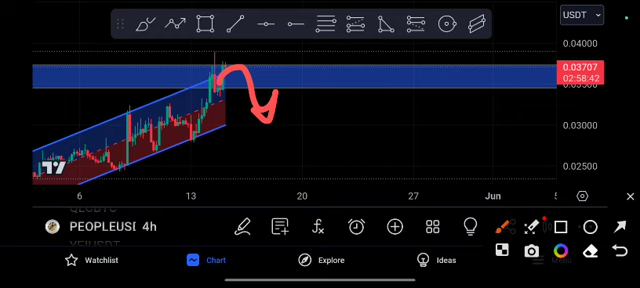 USDT
0.04000
0.03707
02:58:42
0.03000
0.02500
6
13
20
27
Jun
PEOPLEUSD 4h
Watchlist
Chart
Explore
Ideas